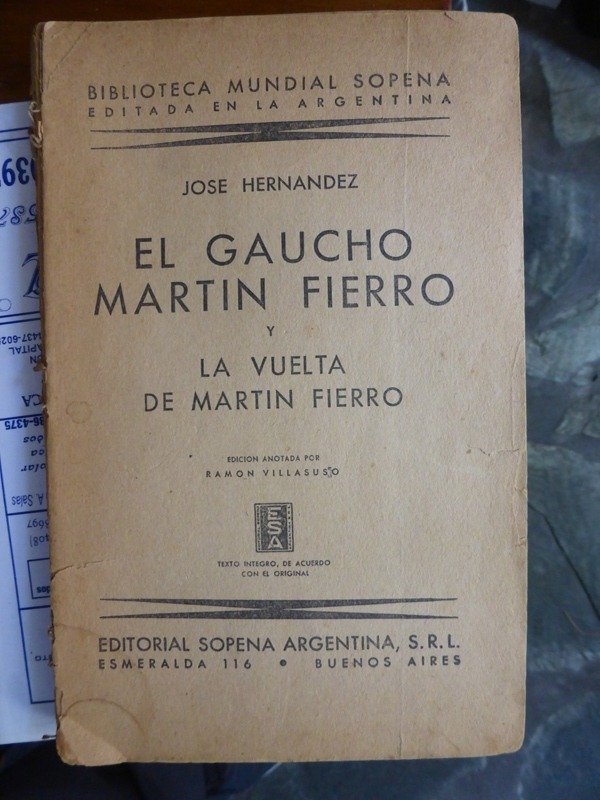 BIBLIOTECA MUNDIAL SOPENA
EDITADA EN LA ARGENTINA
JOSE HERNANDEZ
EL GAUCHO
MARTIN FIERRO
Y
LA VUELTA
DE MARTIN FIERRO
EDICION ANOTADA POR
RAMON VILLASUSO
ESA
TEXTO INTEGRO, DE ACUERDO
CON EL ORIGINAL
EDITORIAL SOPENA ARGENTINA, S.R.L.
ESMERALDA 116 • BUENOS AIRES